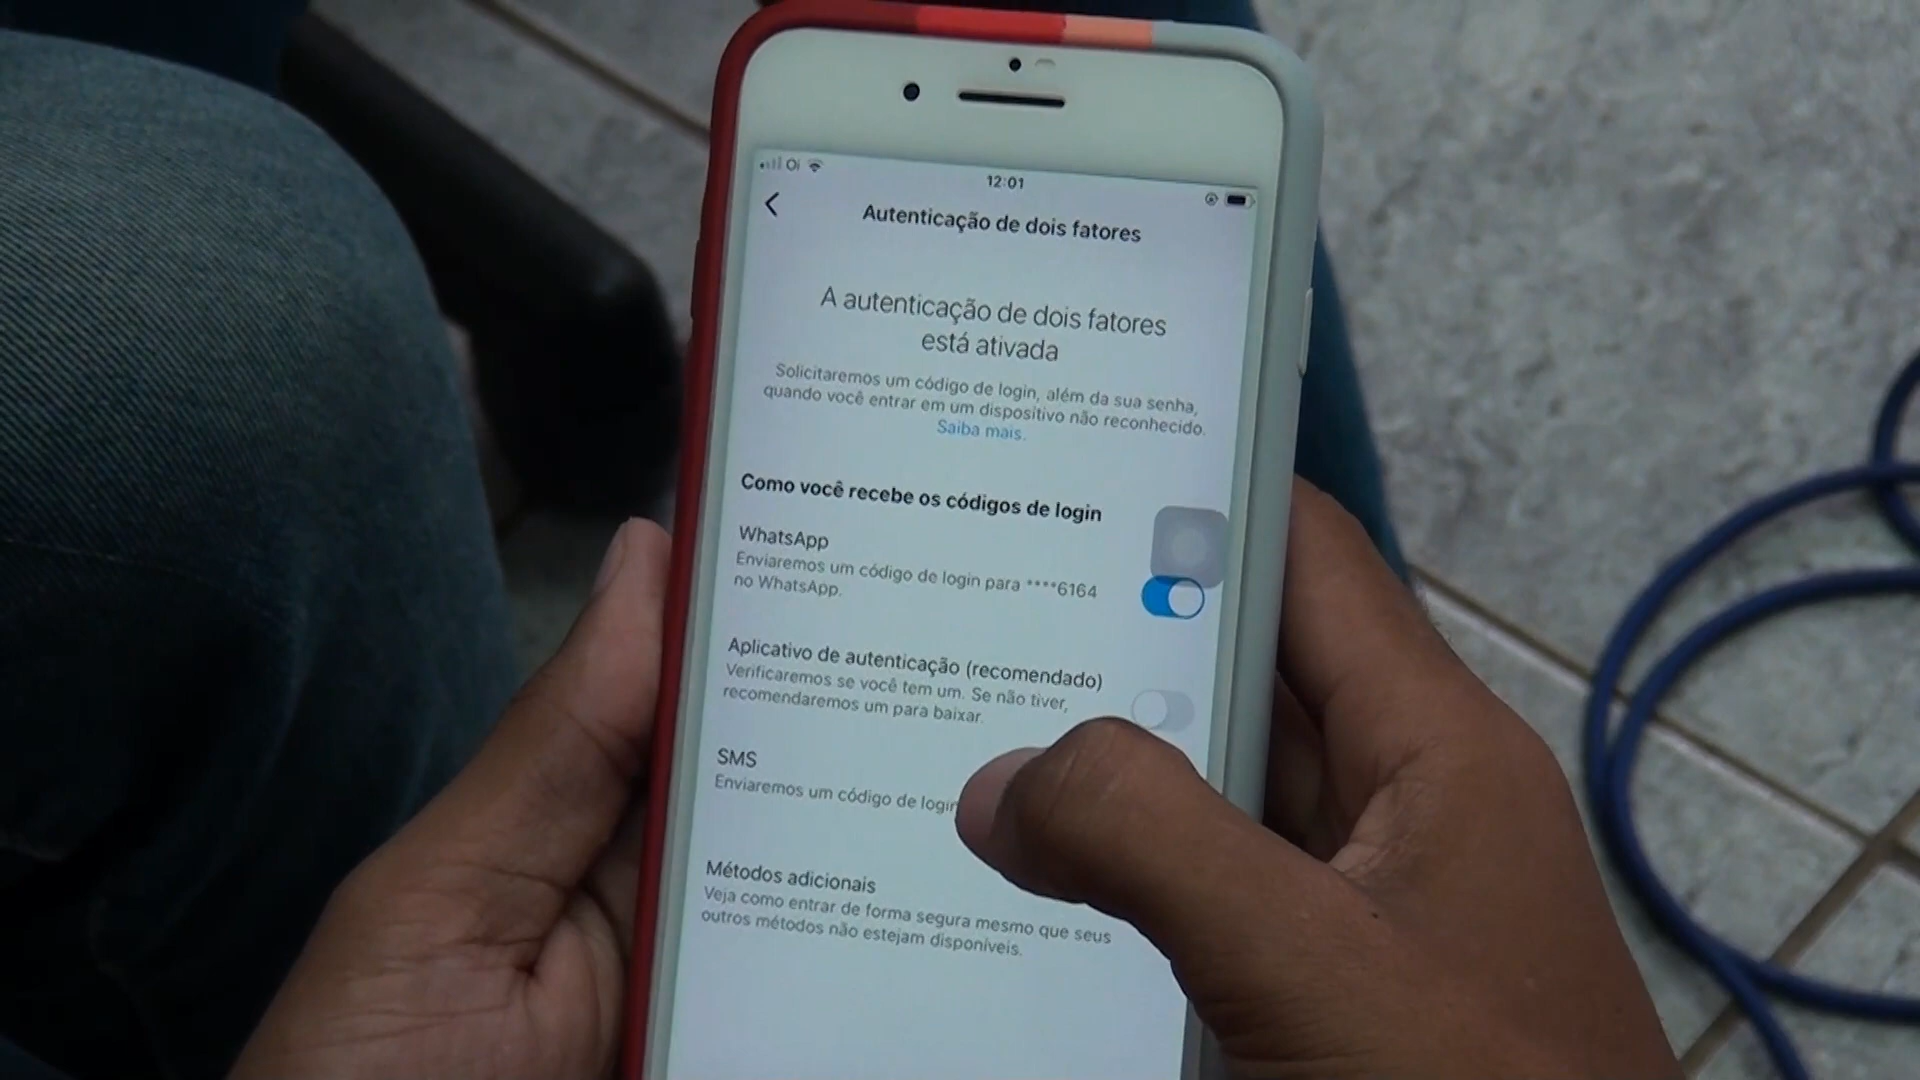 Oi
12:01
Autenticação de dois fatores
A autenticação de dois fatores
está ativada
Solicitaremos um código de login, além da sua senha,
quando você entrar em um dispositivo não reconhecido.
Saiba mais.
Como você recebe os códigos de login
WhatsApp
Enviaremos um código de login para ****6164
no WhatsApp.
Aplicativo de autenticação (recomendado)
Verificaremos se você tem um. Se não tiver,
recomendaremos um para baixar.
SMS
Enviaremos um código de login
Métodos adicionais
Veja como entrar de forma segura mesmo que seus
outros métodos não estejam disponíveis.